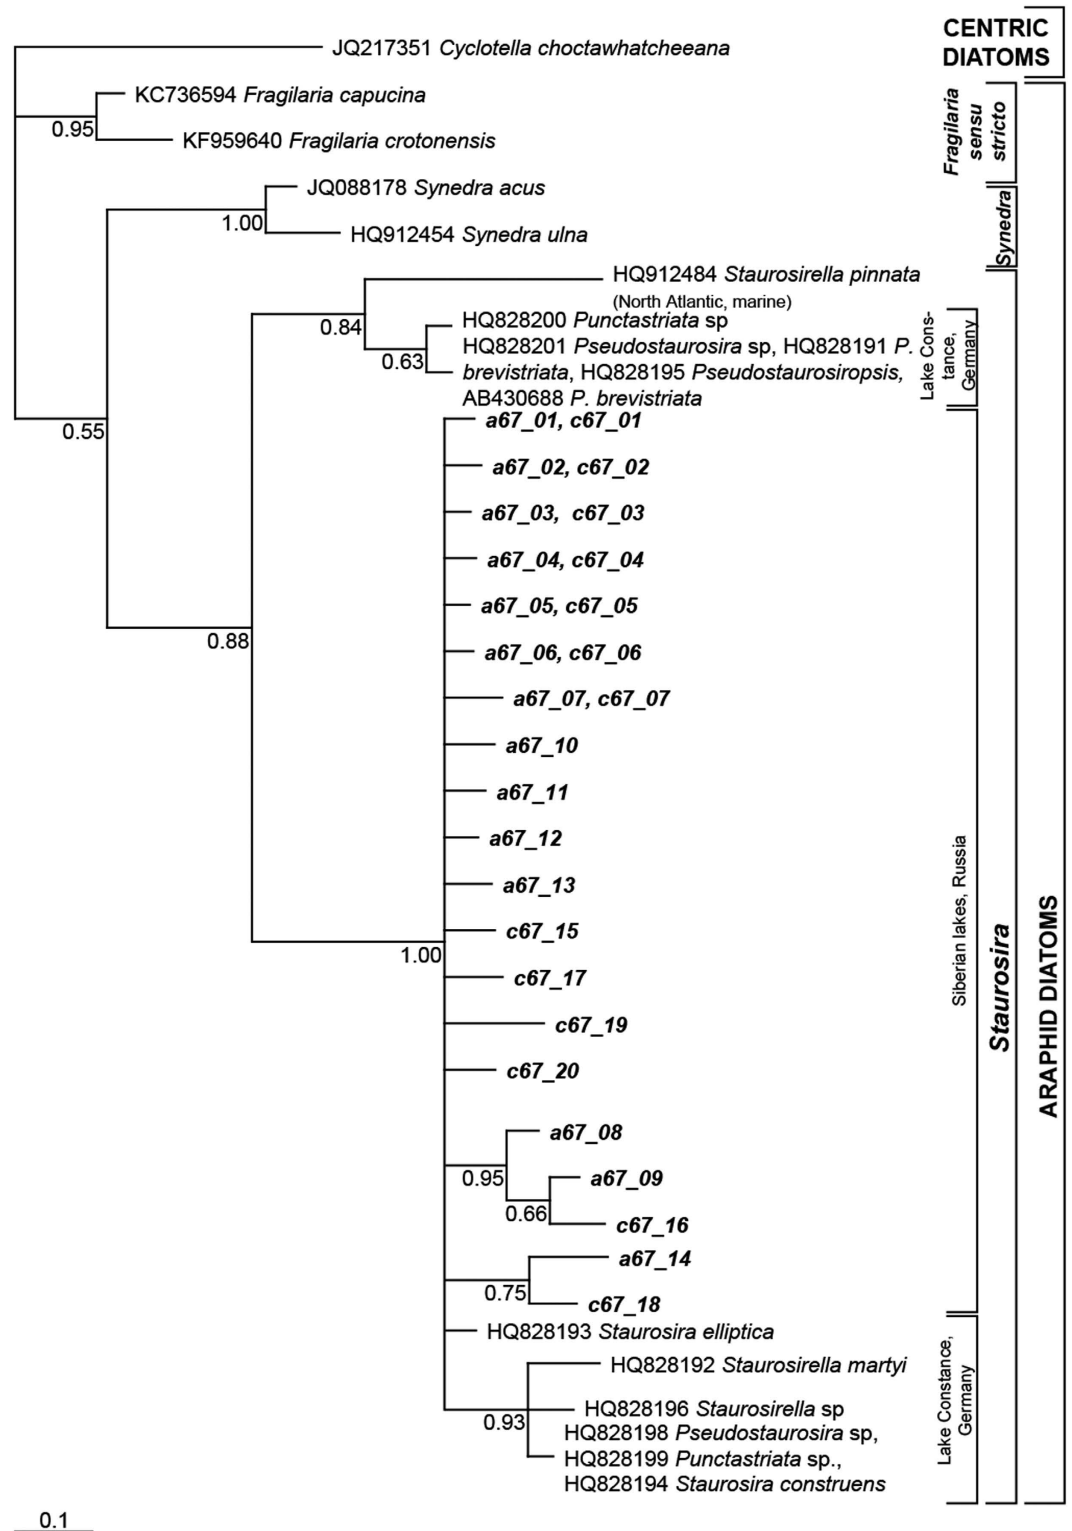 CENTRIC
DIATOMS
JQ217351 Cyclotella choctawhatcheeana
KC736594 Fragilaria capucina
0.95
KF959640 Fragilaria crotonensis
Fragilaria
sensu
stricto
JQ088178 Synedra acus
1.00
HQ912454 Synedra ulna
Synedra
HQ912484 Staurosirella pinnata
(North Atlantic, marine)
0.84
HQ828200 Punctastriata sp
HQ828201 Pseudostaurosira sp, HQ828191 P.
0.63
brevistriata, HQ828195 Pseudostaurosiropsis,
AB430688 P. brevistriata
Lake Cons-
tance,
Germany
0.55
a67_01, c67_01
a67_02, c67_02
a67_03, c67_03
a67_04, c67_04
a67_05, c67_05
0.88
a67_06, c67_06
a67_07, c67_07
a67_10
a67_11
a67_12
a67_13
c67_15
1.00
c67_17
c67_19
c67_20
Siberian lakes, Russia
Staurosira
ARAPHID DIATOMS
a67_08
0.95
a67_09
0.66
c67_16
a67_14
0.75
c67_18
HQ828193 Staurosira elliptica
HQ828192 Staurosirella martyi
0.93
HQ828196 Staurosirella sp
HQ828198 Pseudostaurosira sp,
HQ828199 Punctastriata sp.,
HQ828194 Staurosira construens
Lake Constance,
Germany
0.1